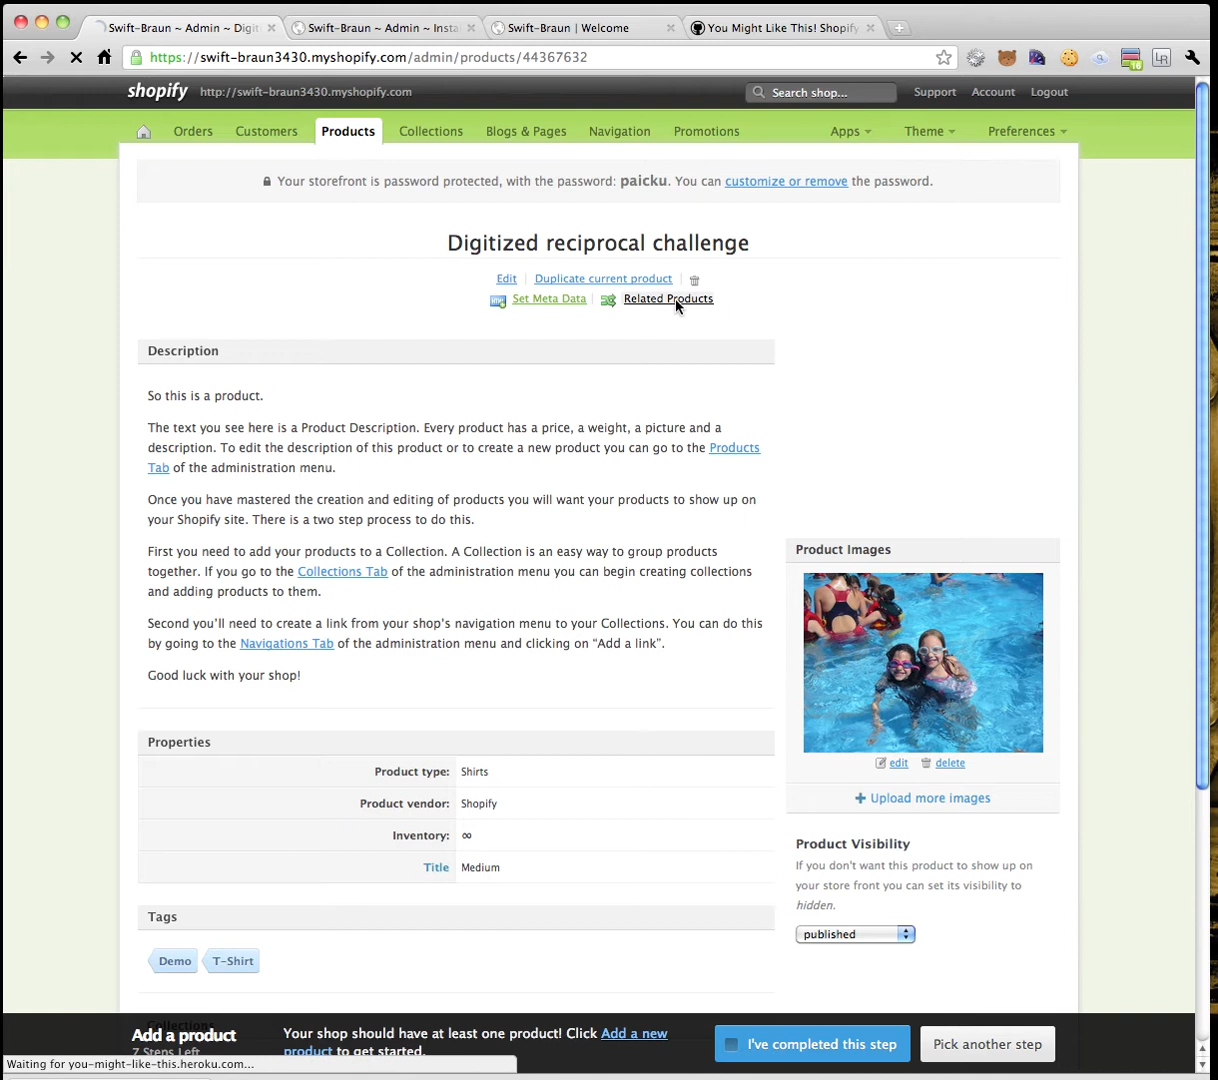 Swift-Braun ~ Admin ~ Digit
Swift-Braun ~ Admin ~ Insta
Swift-Braun | Welcome
You Might Like This! Shopify
https://swift-braun3430.myshopify.com/admin/products/44367632
16
LR
shopify
http://swift-braun3430.myshopify.com
Search shop...
Support
Account
Logout
Orders
Customers
Products
Collections
Blogs & Pages
Navigation
Promotions
Apps
Theme
Preferences
Your storefront is password protected, with the password: paicku. You can customize or remove the password.
Digitized reciprocal challenge
Edit
Duplicate current product
Set Meta Data
Related Products
Description
So this is a product.
The text you see here is a Product Description. Every product has a price, a weight, a picture and a
description. To edit the description of this product or to create a new product you can go to the Products
Tab of the administration menu.
Once you have mastered the creation and editing of products you will want your products to show up on
your Shopify site. There is a two step process to do this.
First you need to add your products to a Collection. A Collection is an easy way to group products
together. If you go to the Collections Tab of the administration menu you can begin creating collections
and adding products to them.
Second you'll need to create a link from your shop's navigation menu to your Collections. You can do this
by going to the Navigations Tab of the administration menu and clicking on “Add a link”.
Good luck with your shop!
Product Images
edit
delete
+ Upload more images
Properties
Product type: Shirts
Product vendor: Shopify
Inventory: ∞
Title Medium
Product Visibility
If you don't want this product to show up on
your store front you can set its visibility to
hidden.
published
Tags
Demo
T-Shirt
Add a product
7 Steps Left
Your shop should have at least one product! Click Add a new
product to get started.
I've completed this step
Pick another step
Waiting for you-might-like-this.heroku.com...